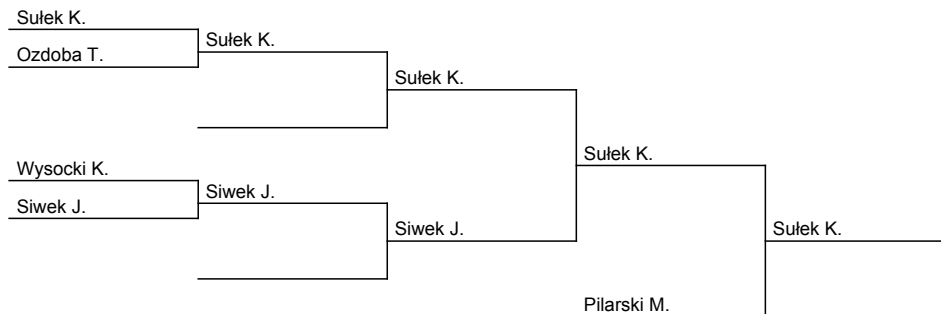 Sułek K.
Ozdoba T.
Sułek K.
Sułek K.
Wysocki K.
Siwek J.
Siwek J.
Siwek J.
Sułek K.
Pilarski M.
Sułek K.